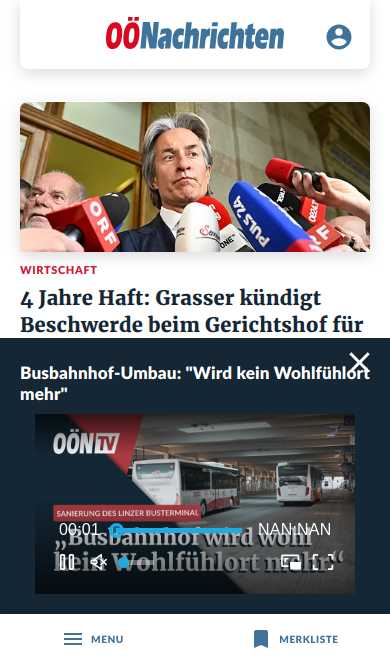 OÖNachrichten
ORF
PULS 24
ÖSTERREICH
ONE
WIRTSCHAFT
4 Jahre Haft: Grasser kündigt
Beschwerde beim Gerichtshof für
Busbahnhof-Umbau: "Wird kein Wohlfühlort
mehr"
OÖN TV
SANIERUNG DES LINZER BUSTERMINAL
„Busbahnhof wird wohl
kein Wohlfühlort mehr“
00:01
NAN:NAN
MENU
MERKLISTE